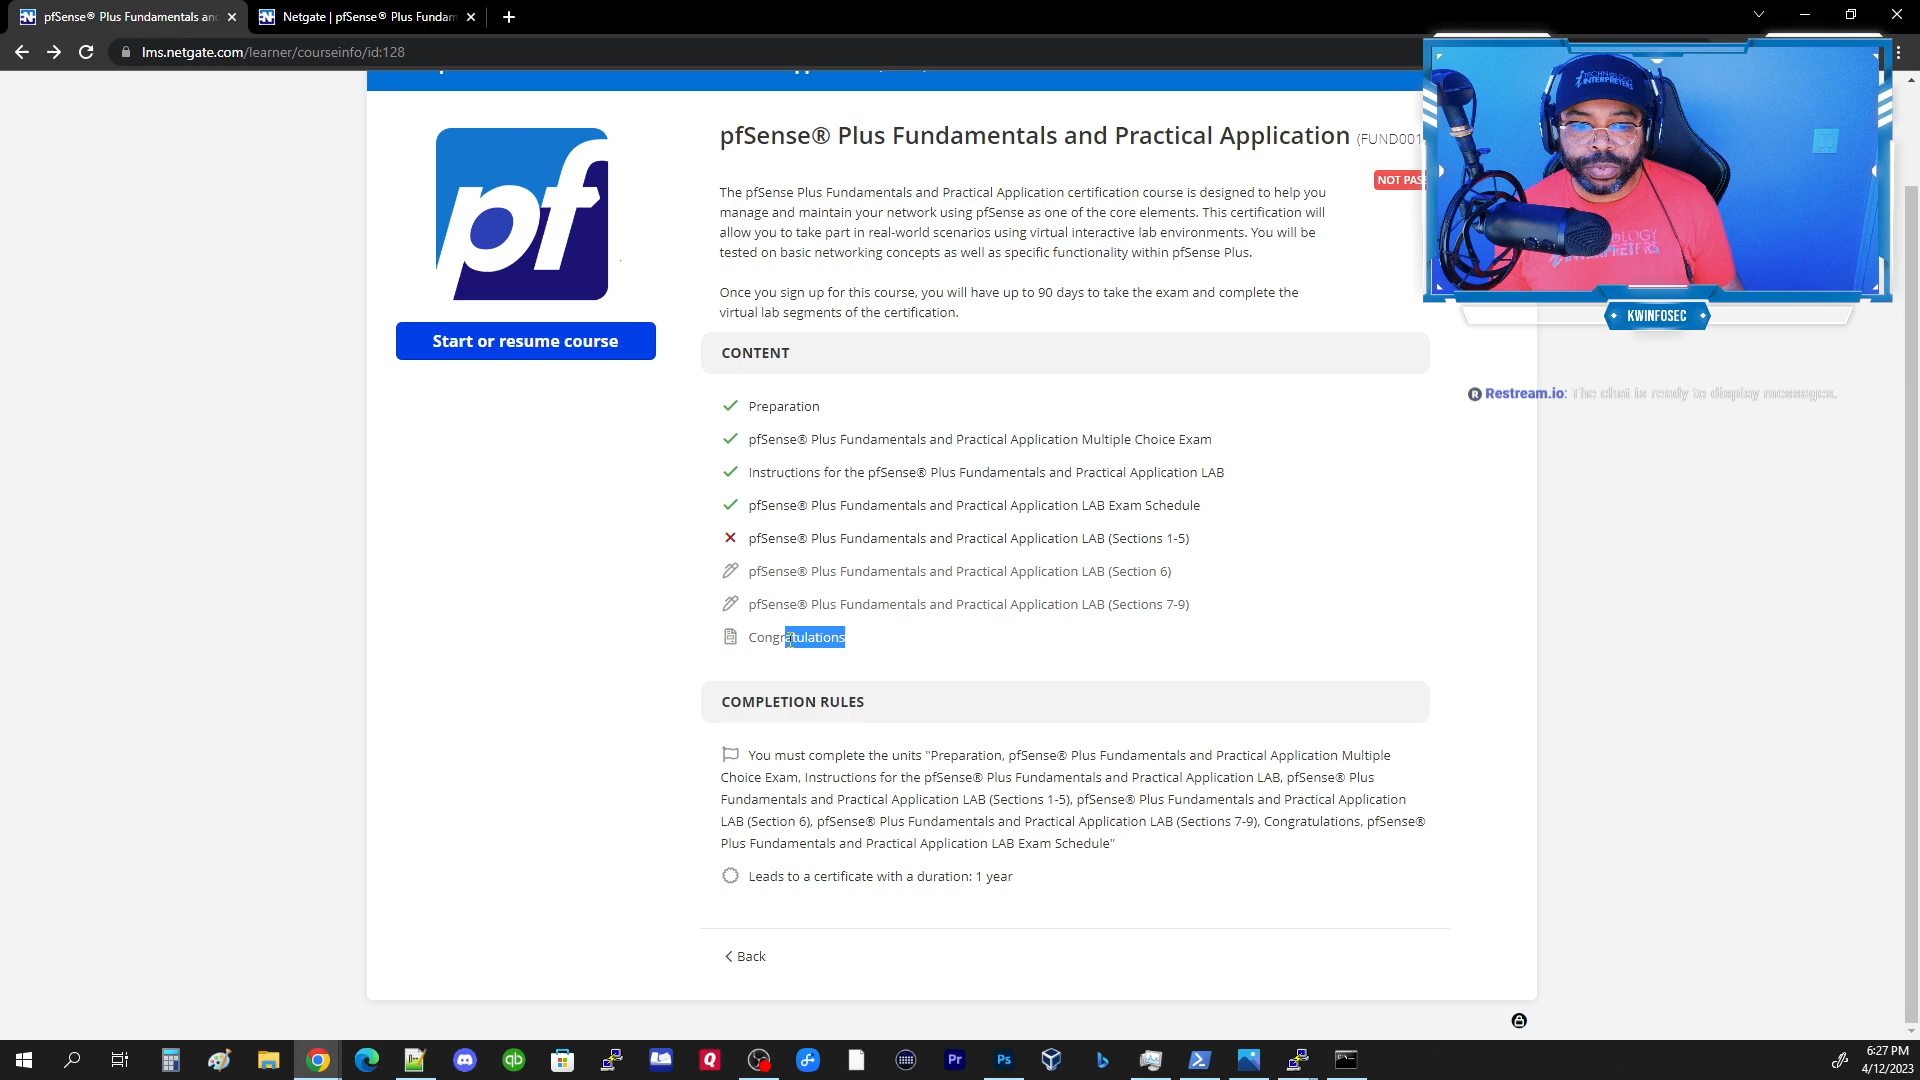 pfSense® Plus Fundamentals and
Netgate | pfSense® Plus Fundam
lms.netgate.com/learner/courseinfo/id:128
pf
Start or resume course
pfSense® Plus Fundamentals and Practical Application (FUND001
NOT PAS
The pfSense Plus Fundamentals and Practical Application certification course is designed to help you
manage and maintain your network using pfSense as one of the core elements. This certification will
allow you to take part in real-world scenarios using virtual interactive lab environments. You will be
tested on basic networking concepts as well as specific functionality within pfSense Plus.
Once you sign up for this course, you will have up to 90 days to take the exam and complete the
virtual lab segments of the certification.
CONTENT
Preparation
pfSense® Plus Fundamentals and Practical Application Multiple Choice Exam
Instructions for the pfSense® Plus Fundamentals and Practical Application LAB
pfSense® Plus Fundamentals and Practical Application LAB Exam Schedule
pfSense® Plus Fundamentals and Practical Application LAB (Sections 1-5)
pfSense® Plus Fundamentals and Practical Application LAB (Section 6)
pfSense® Plus Fundamentals and Practical Application LAB (Sections 7-9)
Congratulations
COMPLETION RULES
You must complete the units "Preparation, pfSense® Plus Fundamentals and Practical Application Multiple
Choice Exam, Instructions for the pfSense® Plus Fundamentals and Practical Application LAB, pfSense® Plus
Fundamentals and Practical Application LAB (Sections 1-5), pfSense® Plus Fundamentals and Practical Application
LAB (Section 6), pfSense® Plus Fundamentals and Practical Application LAB (Sections 7-9), Congratulations, pfSense®
Plus Fundamentals and Practical Application LAB Exam Schedule"
Leads to a certificate with a duration: 1 year
Back
TECHNOLOGY
INTERPRETERS
KWINFOSEC
Restream.io: The chat is ready to display messages.
6:27 PM
4/12/2023